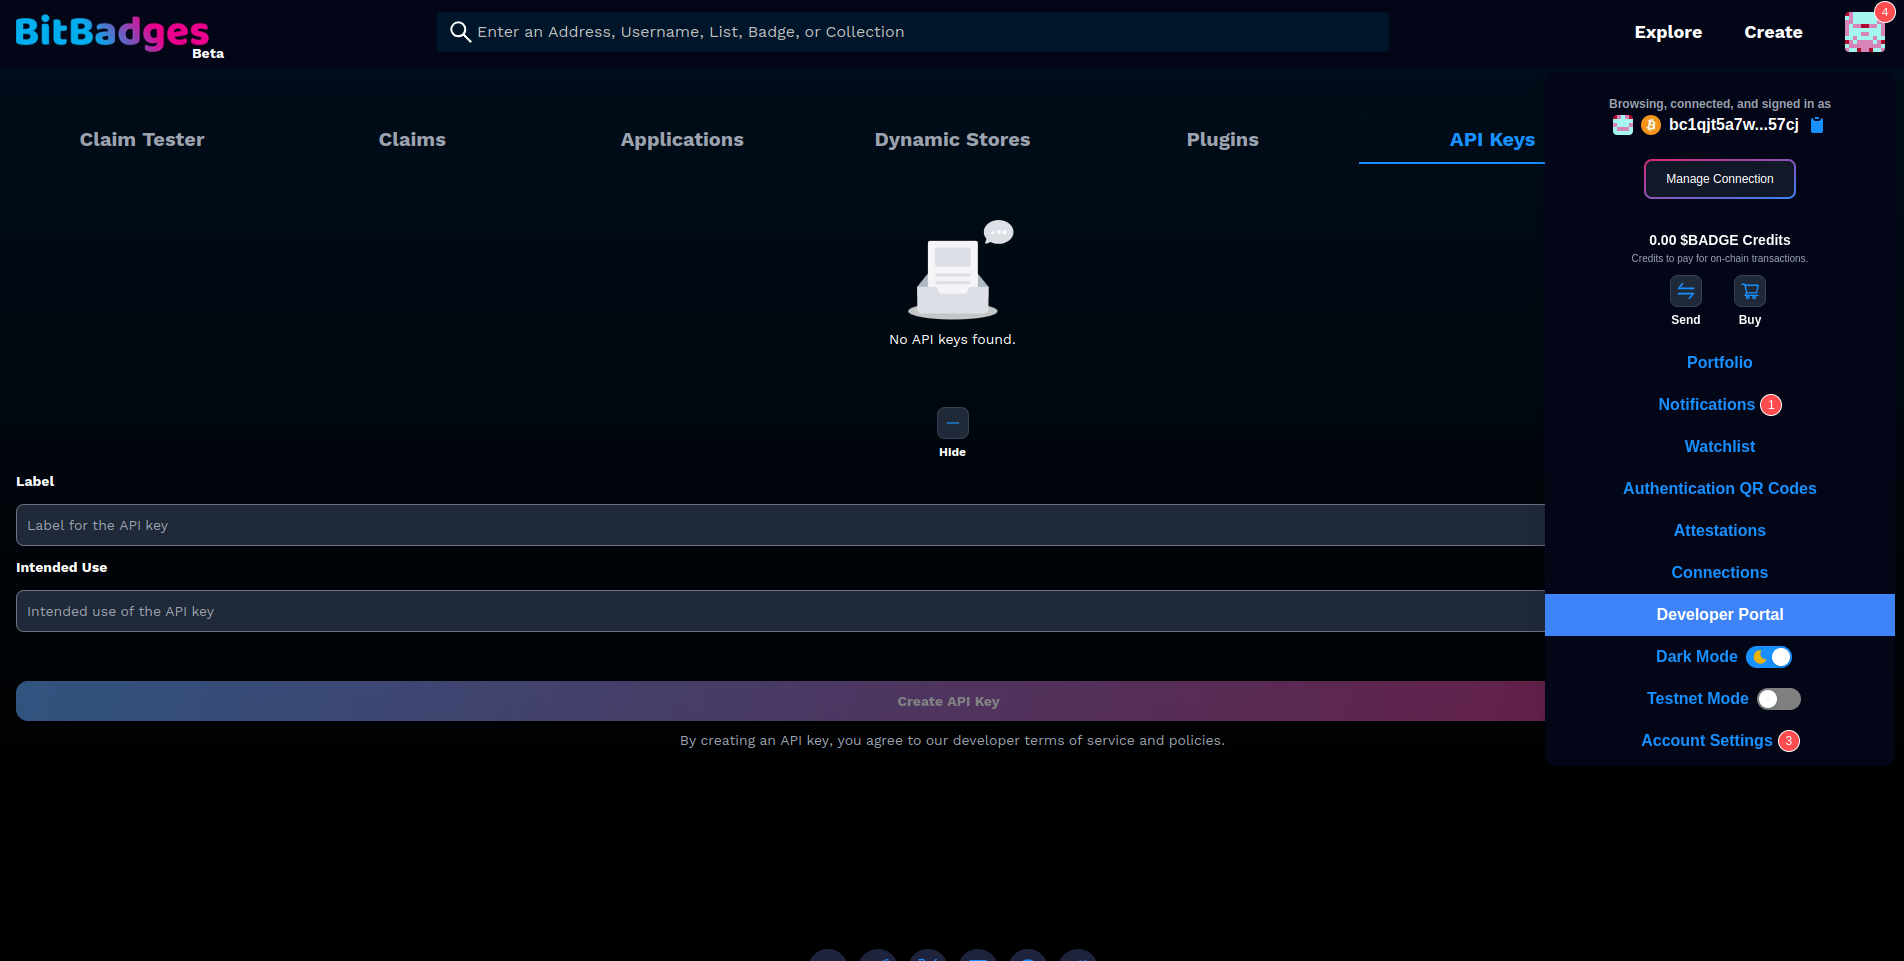 BitBadges
Beta
Enter an Address, Username, List, Badge, or Collection
Explore
Create
4
Claim Tester
Claims
Applications
Dynamic Stores
Plugins
API Keys
No API keys found.
Hide
Label
Label for the API key
Intended Use
Intended use of the API key
Create API Key
By creating an API key, you agree to our developer terms of service and policies.
Browsing, connected, and signed in as
bc1qjt5a7w...57cj
Manage Connection
0.00 $BADGE Credits
Credits to pay for on-chain transactions.
Send
Buy
Portfolio
Notifications 1
Watchlist
Authentication QR Codes
Attestations
Connections
Developer Portal
Dark Mode
Testnet Mode
Account Settings 3